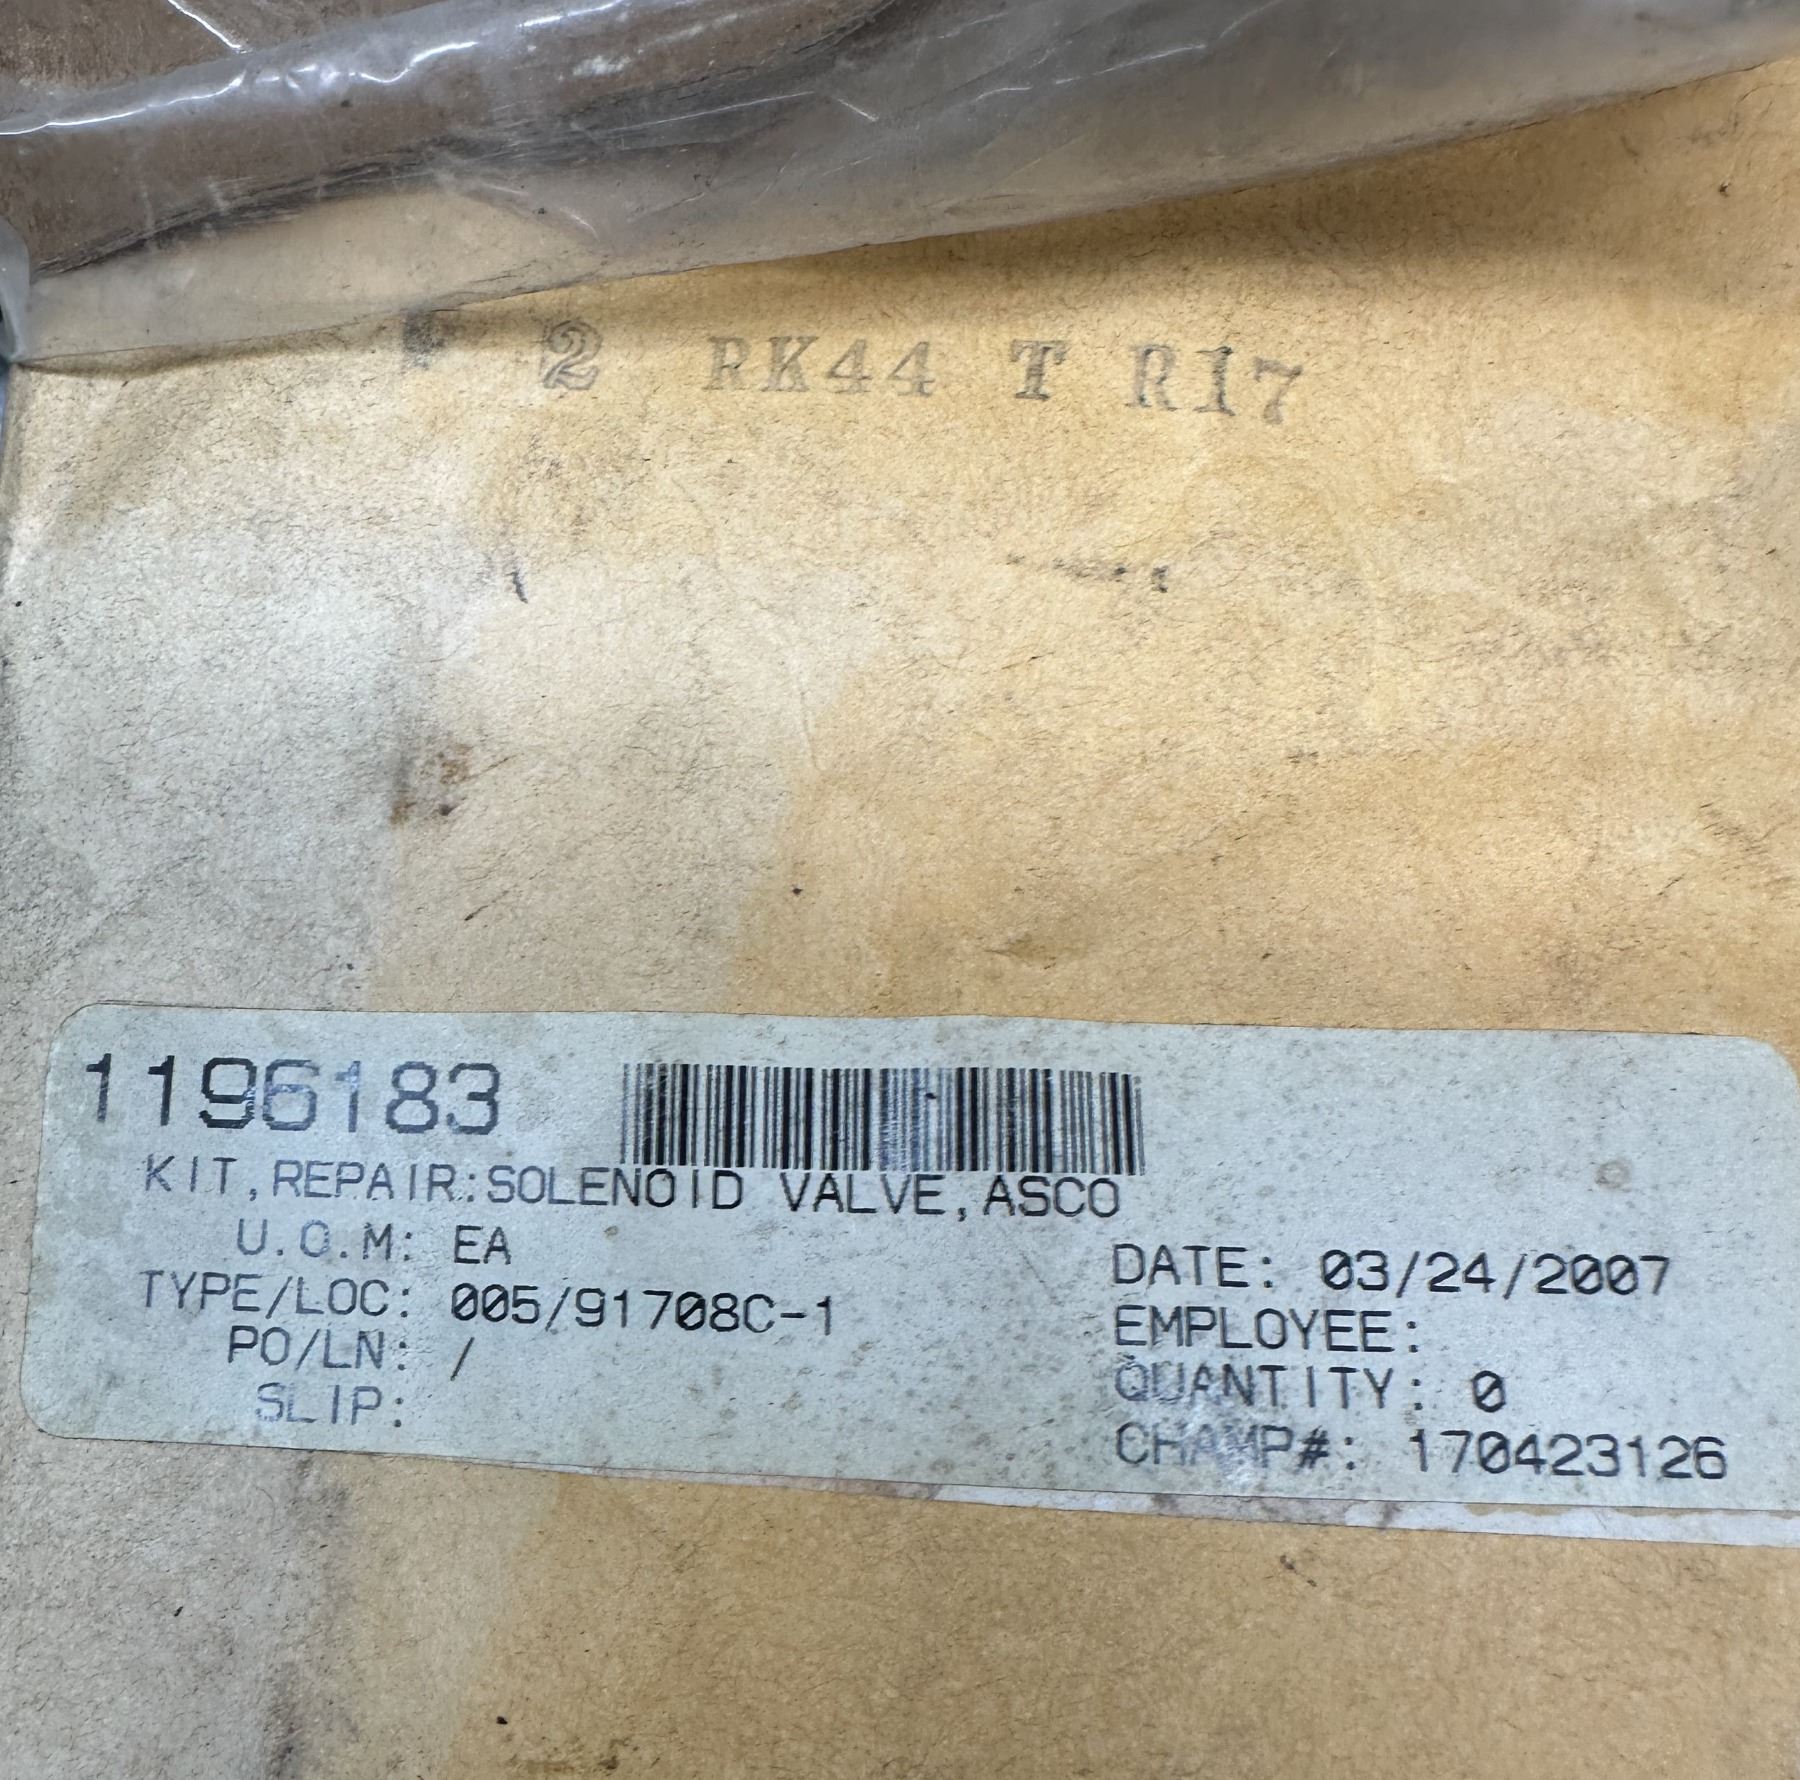 2 RK44 T R17
1196183
KIT,REPAIR:SOLENOID VALVE,ASCO
U.O.M: EA
TYPE/LOC: 005/91708C-1
PO/LN: /
SLIP:
DATE: 03/24/2007
EMPLOYEE:
QUANTITY: 0
CHAMP#: 170423126